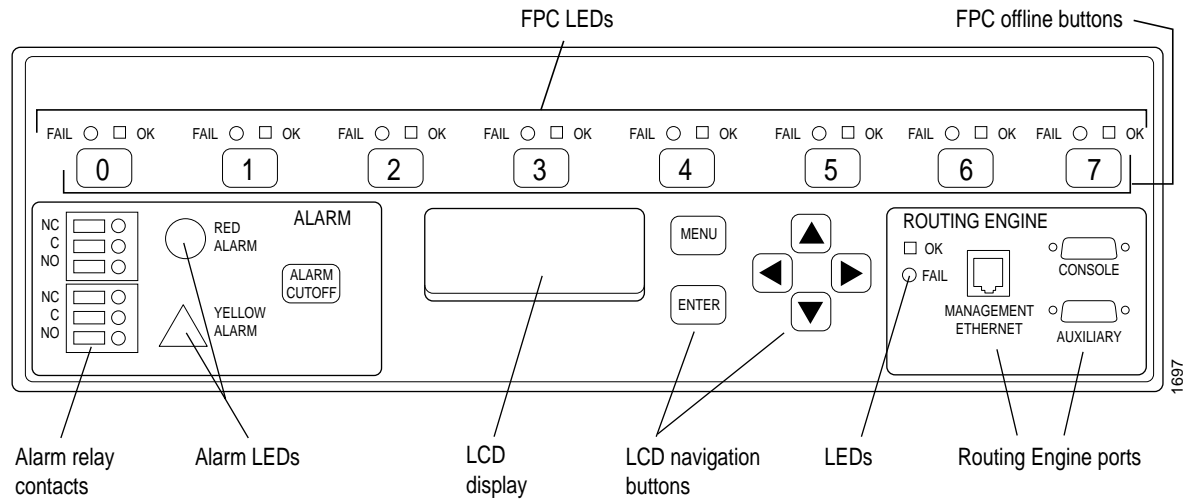 FPC LEDs
FPC offline buttons
FAIL OK FAIL OK FAIL OK FAIL OK FAIL OK FAIL OK FAIL OK FAIL OK
0 1 2 3 4 5 6 7
ALARM
NC
C
NO
NC
C
NO
RED
ALARM
YELLOW
ALARM
ALARM
CUTOFF
MENU
ENTER
ROUTING ENGINE
OK
FAIL
MANAGEMENT
ETHERNET
CONSOLE
AUXILIARY
1697
Alarm relay
contacts
Alarm LEDs
LCD
display
LCD navigation
buttons
LEDs
Routing Engine ports